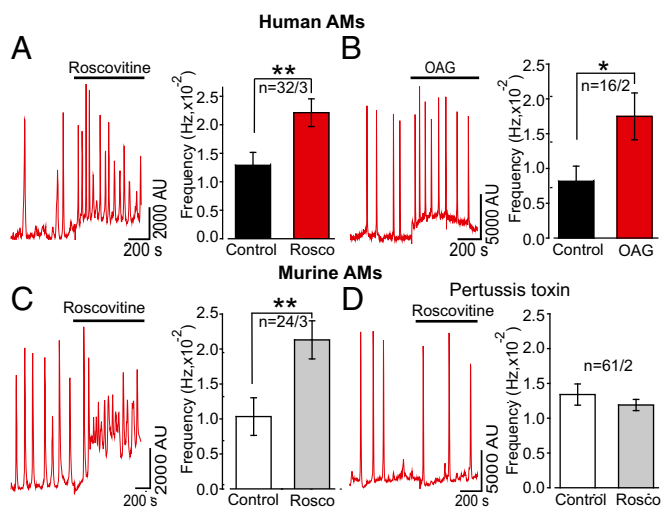 Human AMs
A
Roscovitine
2000 AU
200 s
Frequency (Hz,x10-2)
2.5
2.0
1.5
1.0
0.5
0.0
**
n=32/3
Control Rosco
B
OAG
5000 AU
200 s
Frequency (Hz,x10-2)
2.5
2.0
1.5
1.0
0.5
0
*
n=16/2
Control OAG
Murine AMs
C
Roscovitine
2000 AU
200 s
Frequency (Hz,x10-2)
2.5
2.0
1.5
1.0
0.5
0.0
**
n=24/3
Control Rosco
D
Pertussis toxin
Roscovitine
5000 AU
200 s
Frequency (Hz,x10-2)
2.5
2.0
1.5
1.0
0.5
0.0
n=61/2
Control Rosco